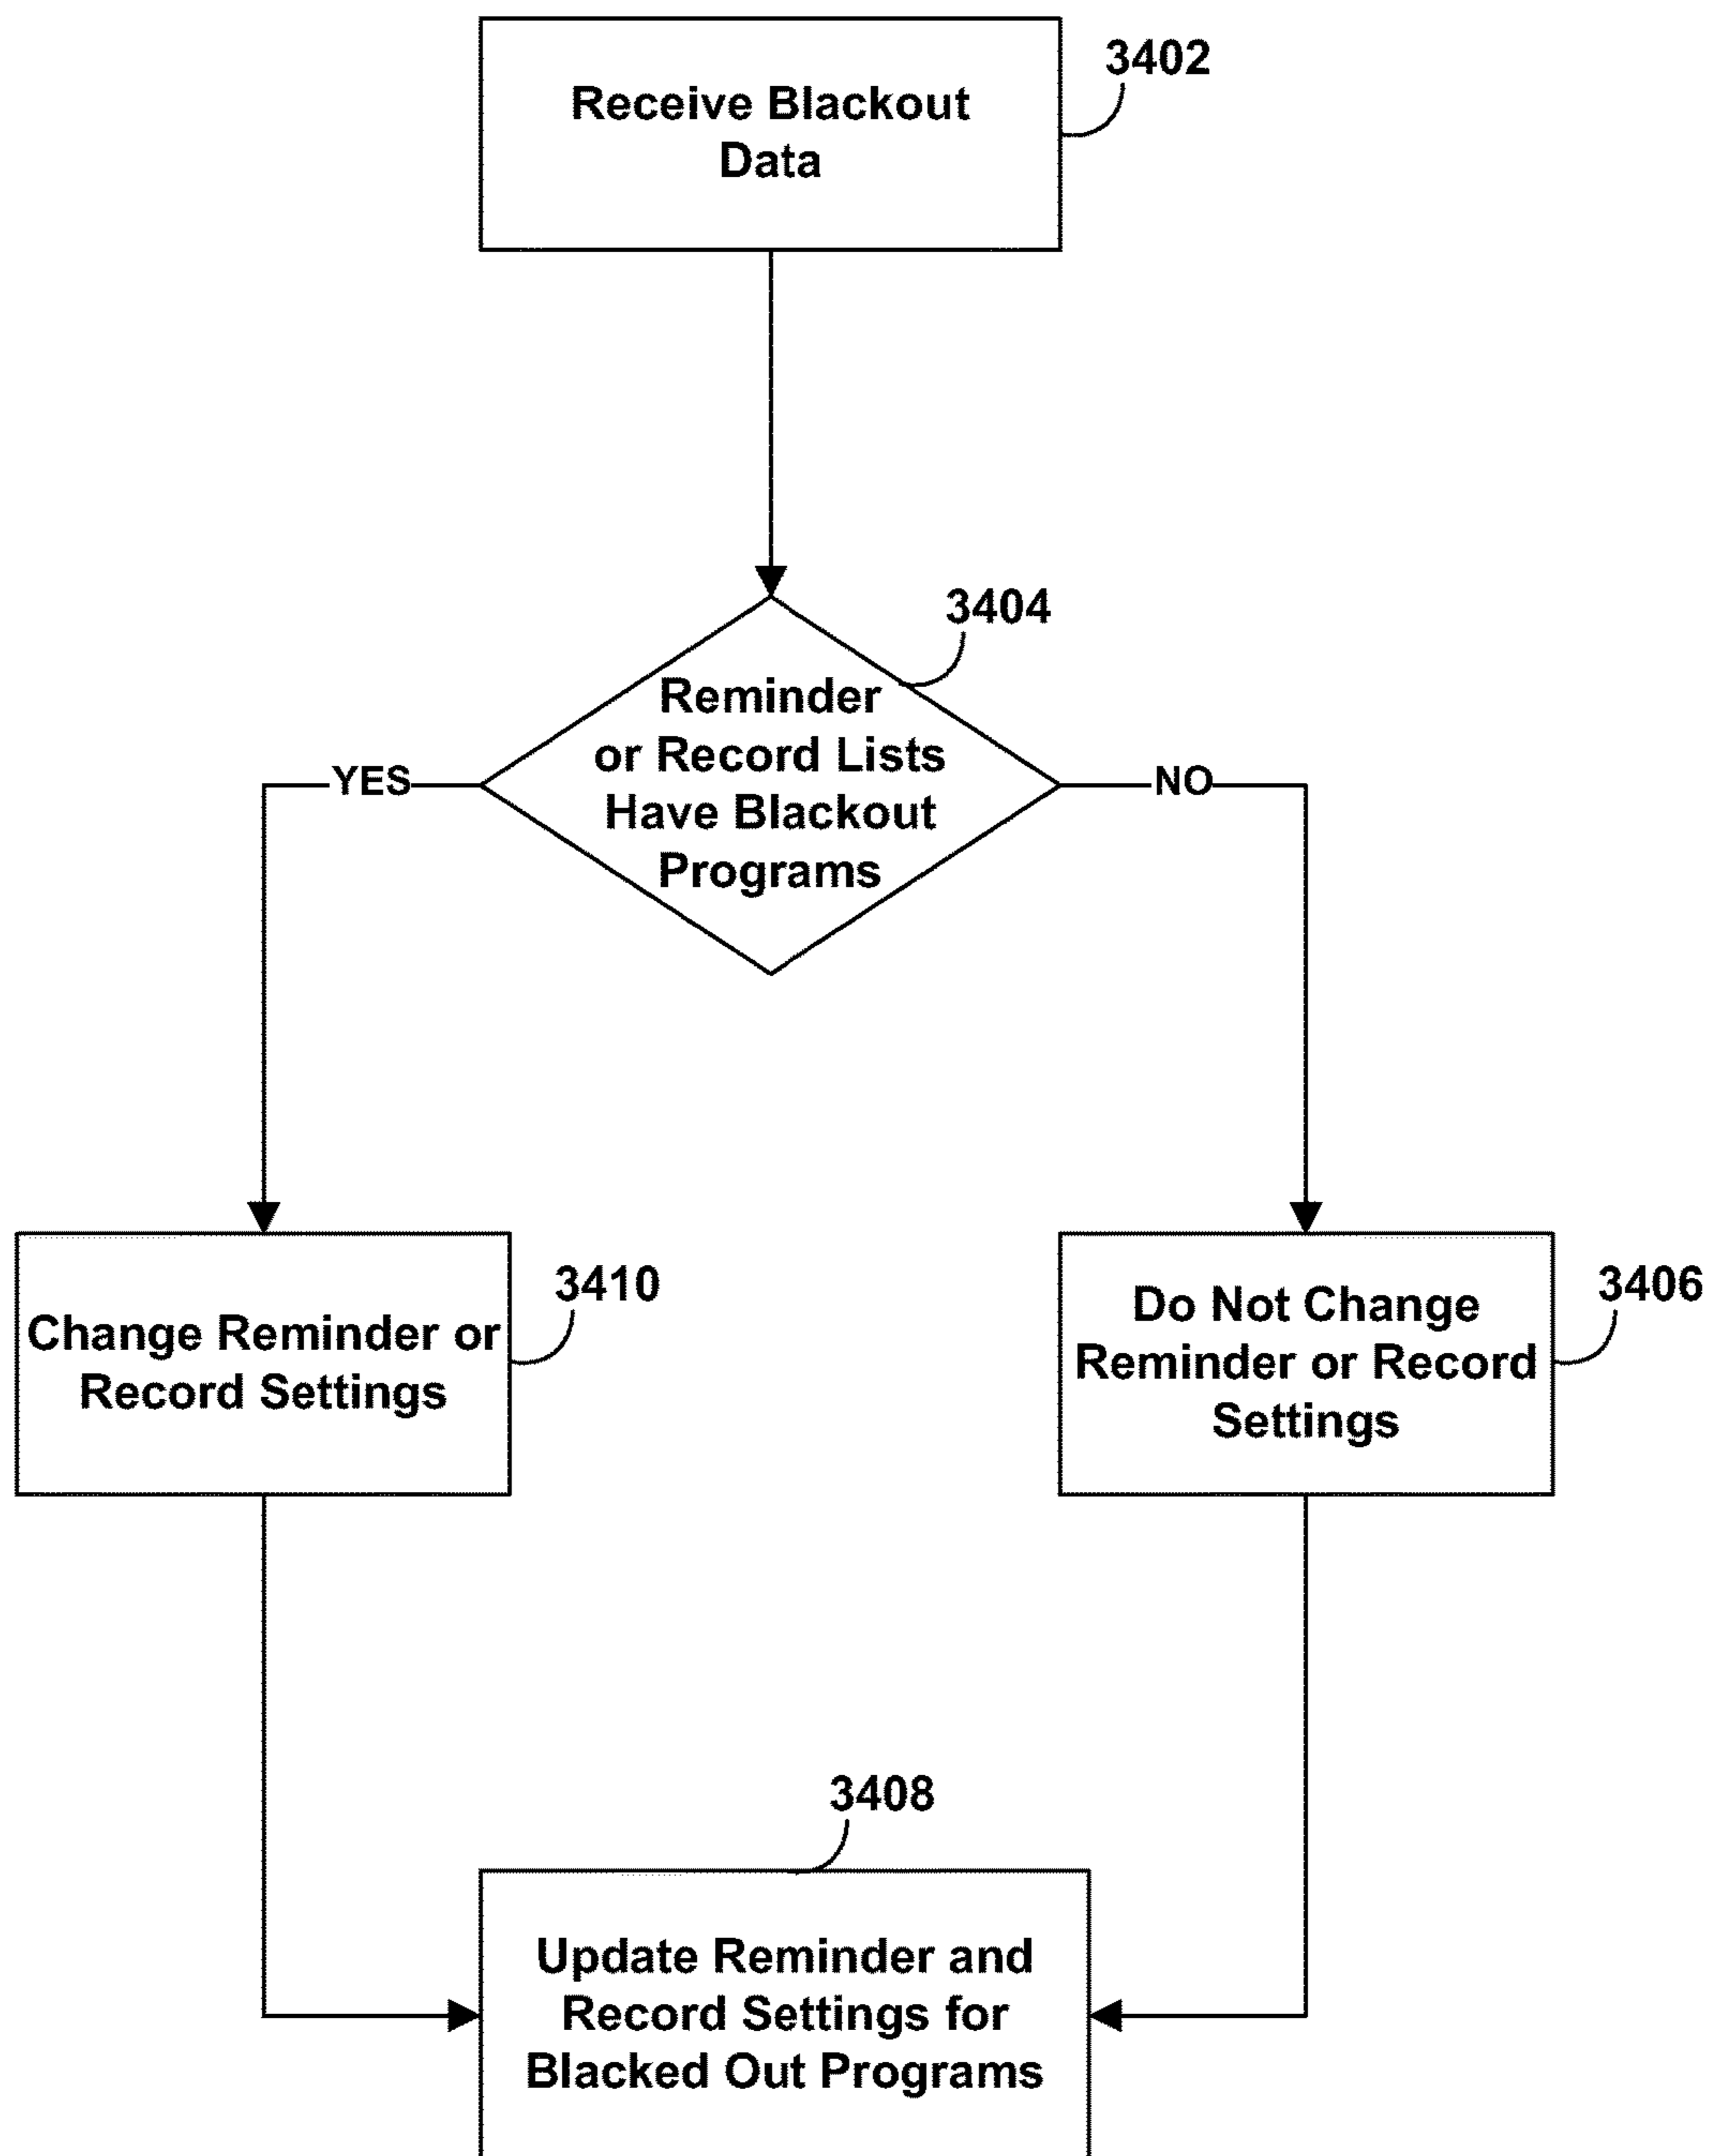 3402
Receive Blackout
Data
3404
Reminder
or Record Lists
Have Blackout
Programs
YES
NO
3410
Change Reminder or
Record Settings
3406
Do Not Change
Reminder or Record
Settings
3408
Update Reminder and
Record Settings for
Blacked Out Programs